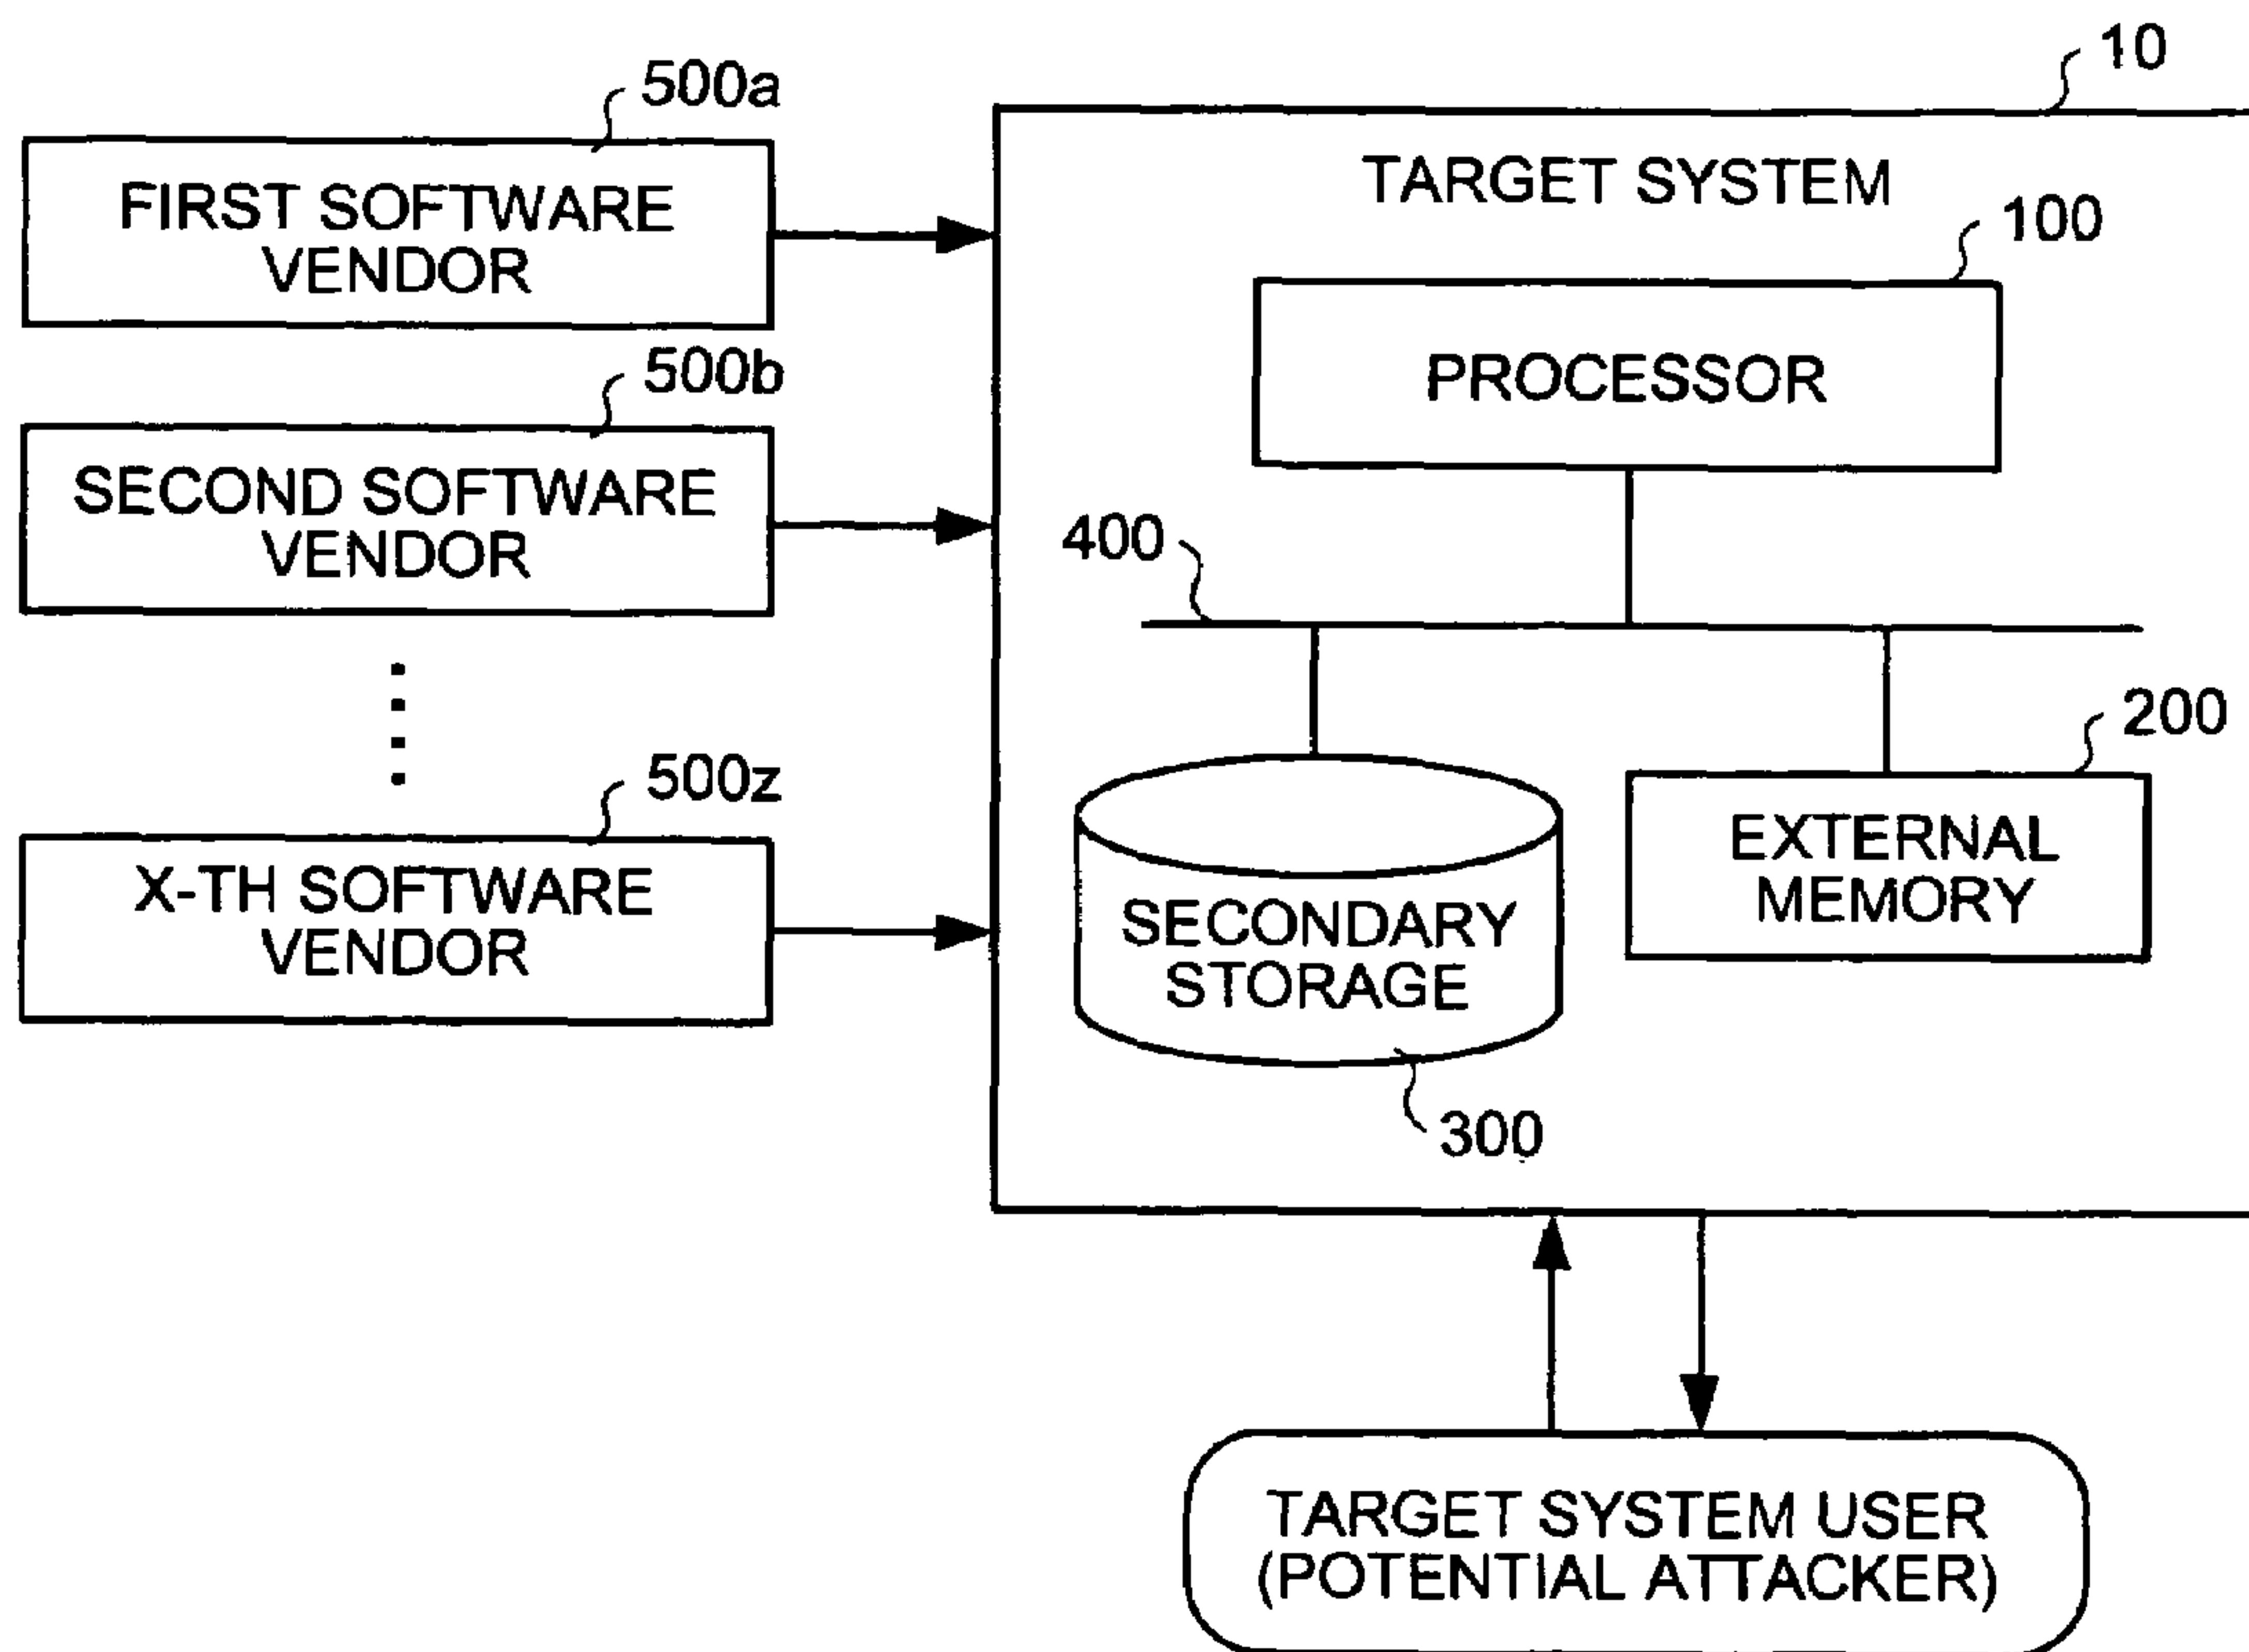 500a
FIRST SOFTWARE
VENDOR
500b
SECOND SOFTWARE
VENDOR
500z
X-TH SOFTWARE
VENDOR
10
TARGET SYSTEM
100
PROCESSOR
400
200
EXTERNAL
MEMORY
SECONDARY
STORAGE
300
TARGET SYSTEM USER
(POTENTIAL ATTACKER)